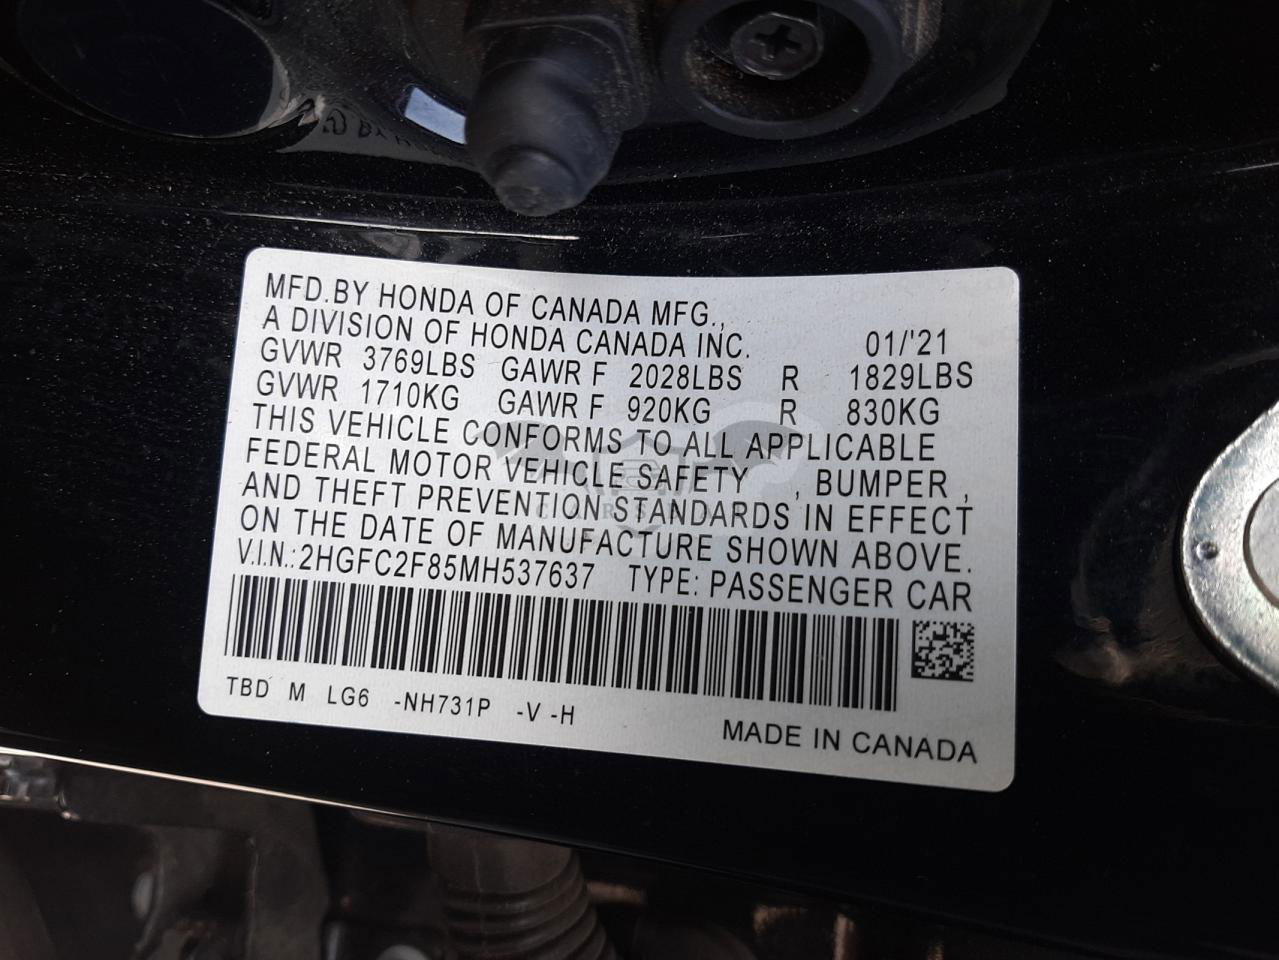 MFD.BY HONDA OF CANADA MFG.,
A DIVISION OF HONDA CANADA INC. 01/'21
GVWR 3769LBS GAWR F 2028LBS R 1829LBS
GVWR 1710KG GAWR F 920KG R 830KG
THIS VEHICLE CONFORMS TO ALL APPLICABLE
FEDERAL MOTOR VEHICLE SAFETY , BUMPER ,
AND THEFT PREVENTION STANDARDS IN EFFECT
ON THE DATE OF MANUFACTURE SHOWN ABOVE.
V.I.N.:2HGFC2F85MH537637 TYPE: PASSENGER CAR
TBD M LG6 -NH731P -V -H
MADE IN CANADA